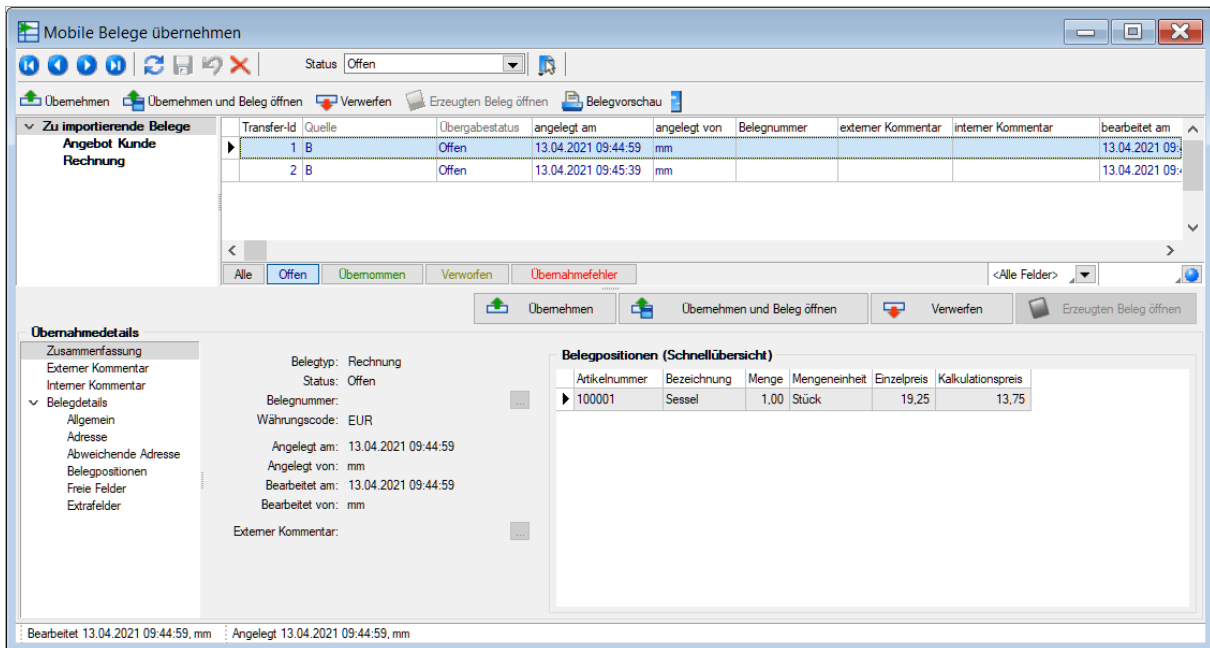 Mobile Belege übernehmen
Status Offen
Übernehmen Übernehmen und Beleg öffnen Verwerfen Erzeugten Beleg öffnen Belegvorschau
Zu importierende Belege
Angebot Kunde
Rechnung
Transfer-Id Quelle Übergabestatus angelegt am angelegt von Belegnummer externer Kommentar interner Kommentar bearbeitet am
1 B Offen 13.04.2021 09:44:59 mm 13.04.2021 09:4
2 B Offen 13.04.2021 09:45:39 mm 13.04.2021 09:4
Alle Offen Übernommen Verworfen Übernahmefehler <Alle Felder>
Übernehmen Übernehmen und Beleg öffnen Verwerfen Erzeugten Beleg öffnen
Übernahmedetails
Zusammenfassung
Externer Kommentar
Interner Kommentar
Belegdetails
Allgemein
Adresse
Abweichende Adresse
Belegpositionen
Freie Felder
Extrafelder
Belegtyp: Rechnung
Status: Offen
Belegnummer: ...
Währungscode: EUR
Angelegt am: 13.04.2021 09:44:59
Angelegt von: mm
Bearbeitet am: 13.04.2021 09:44:59
Bearbeitet von: mm
Externer Kommentar: ...
Belegpositionen (Schnellübersicht)
Artikelnummer Bezeichnung Menge Mengeneinheit Einzelpreis Kalkulationspreis
100001 Sessel 1,00 Stück 19,25 13,75
Bearbeitet 13.04.2021 09:44:59, mm Angelegt 13.04.2021 09:44:59, mm